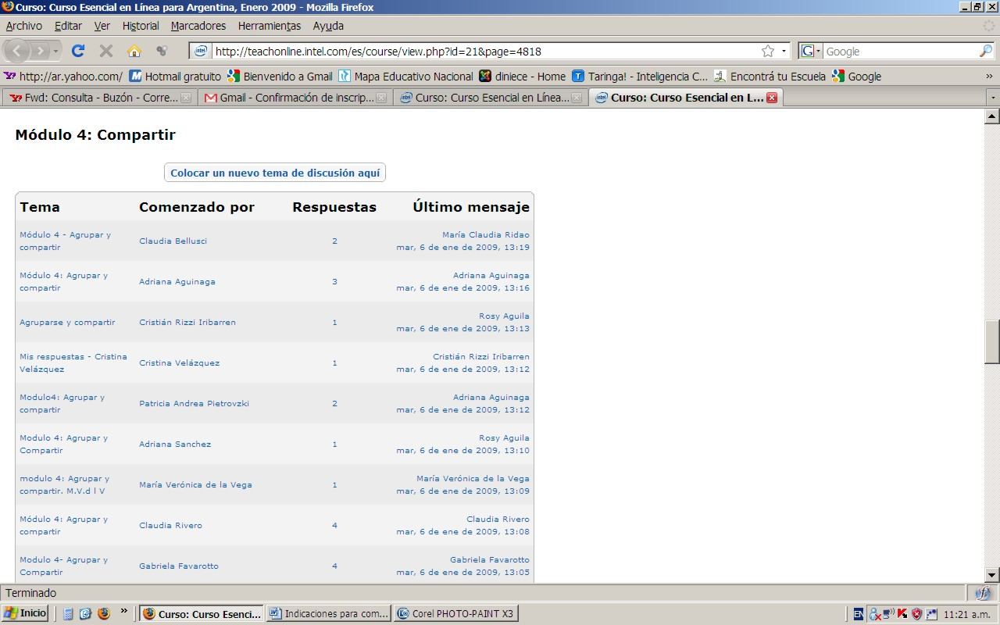 Curso: Curso Esencial en Línea para Argentina, Enero 2009 - Mozilla Firefox
Archivo Editar Ver Historial Marcadores Herramientas Ayuda
http://teachonline.intel.com/es/course/view.php?id=21&page=4818
Google
http://ar.yahoo.com/ Hotmail gratuito Bienvenido a Gmail Mapa Educativo Nacional diniece - Home Taringa! - Inteligencia C... Encontrá tu Escuela Google »
Fwd: Consulta - Buzón - Corre... Gmail - Confirmación de inscrip... Curso: Curso Esencial en Línea... Curso: Curso Esencial en L...
Módulo 4: Compartir
Colocar un nuevo tema de discusión aquí
Tema Comenzado por Respuestas Último mensaje
Módulo 4 - Agrupar y
compartir
Claudia Bellusci
2
María Claudia Ridao
mar, 6 de ene de 2009, 13:19
Módulo 4: Agrupar y
compartir
Adriana Aguinaga
3
Adriana Aguinaga
mar, 6 de ene de 2009, 13:16
Agruparse y compartir
Cristián Rizzi Iribarren
1
Rosy Aguila
mar, 6 de ene de 2009, 13:13
Mis respuestas - Cristina
Velázquez
Cristina Velázquez
1
Cristián Rizzi Iribarren
mar, 6 de ene de 2009, 13:12
Modulo4: Agrupar y
compartir
Patricia Andrea Pietrovzki
2
Adriana Aguinaga
mar, 6 de ene de 2009, 13:12
Modulo 4: Agrupar y
Compartir
Adriana Sanchez
1
Rosy Aguila
mar, 6 de ene de 2009, 13:10
modulo 4: Agrupar y
compartir. M.V.d l V
María Verónica de la Vega
1
María Verónica de la Vega
mar, 6 de ene de 2009, 13:09
Módulo 4: Agrupar y
compartir
Claudia Rivero
4
Claudia Rivero
mar, 6 de ene de 2009, 13:08
Modulo 4- Agrupar y
Compartir
Gabriela Favarotto
4
Gabriela Favarotto
mar, 6 de ene de 2009, 13:05
Terminado
Inicio » Curso: Curso Esenci... Indicaciones para com... Corel PHOTO-PAINT X3 EN 11:21 a.m.